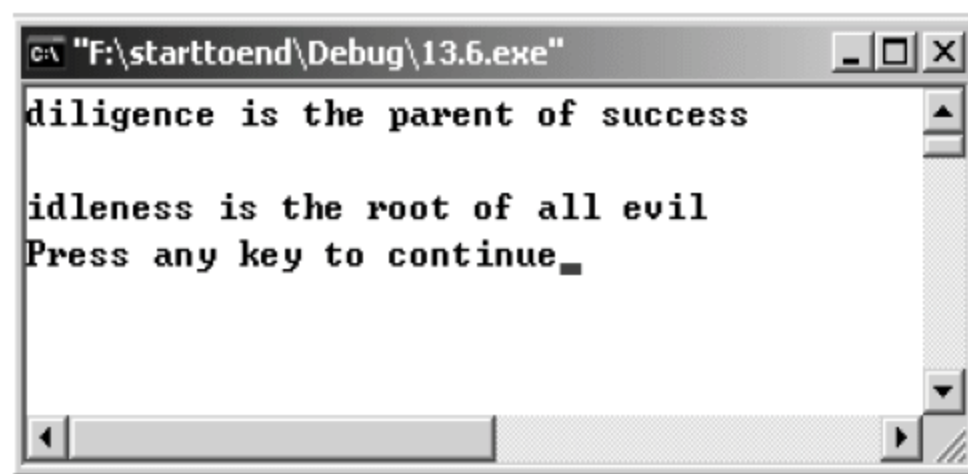 C:\ "F:\starttoend\Debug\13.6.exe"
diligence is the parent of success
idleness is the root of all evil
Press any key to continue